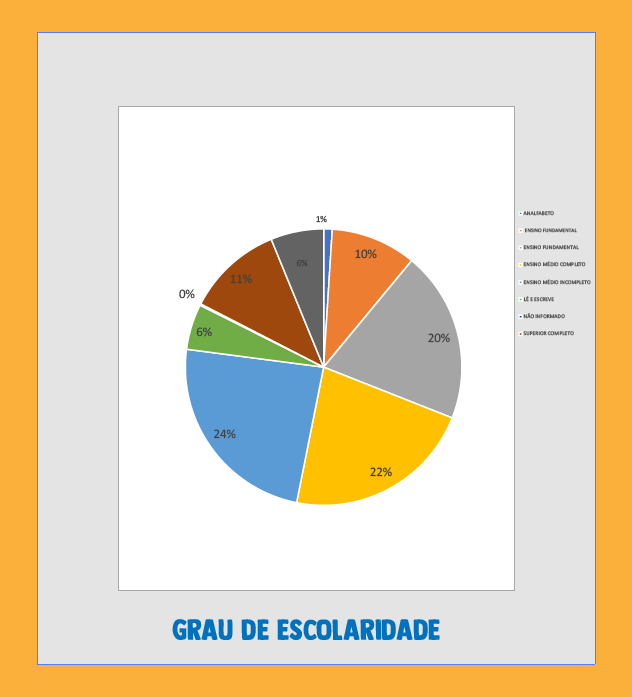 1%
10%
6%
11%
0%
20%
6%
24%
22%
ANALFABETO
ENSINO FUNDAMENTAL
ENSINO FUNDAMENTAL
ENSINO MÉDIO COMPLETO
ENSINO MÉDIO INCOMPLETO
LÊ E ESCREVE
NÃO INFORMADO
SUPERIOR COMPLETO
GRAU DE ESCOLARIDADE